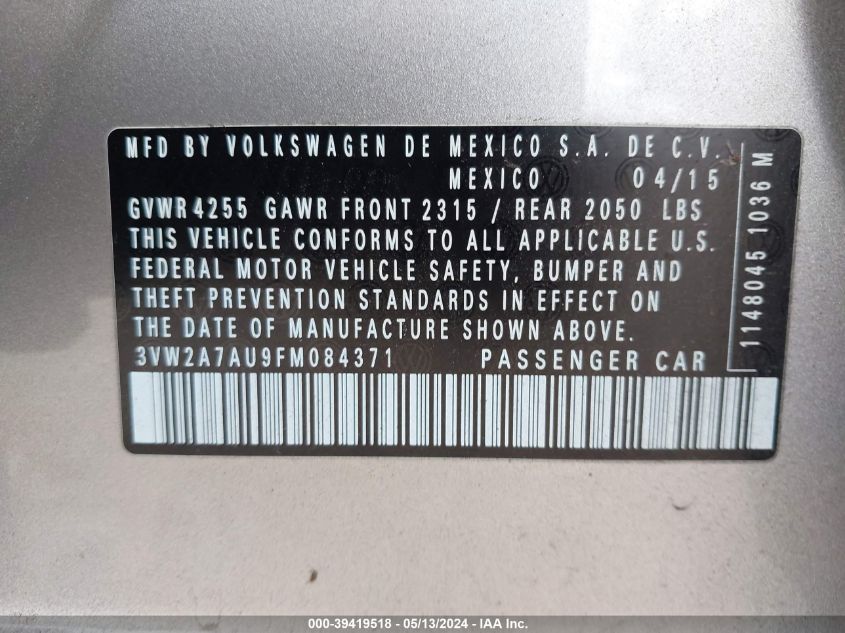 MFD BY VOLKSWAGEN DE MEXICO S.A. DE C.V.
MEXICO 04/15
GVWR 4255 GAWR FRONT 2315 / REAR 2050 LBS
THIS VEHICLE CONFORMS TO ALL APPLICABLE U.S.
FEDERAL MOTOR VEHICLE SAFETY, BUMPER AND
THEFT PREVENTION STANDARDS IN EFFECT ON
THE DATE OF MANUFACTURE SHOWN ABOVE.
3VW2A7AU9FM084371 PASSENGER CAR
1148045 1036 M
000-39419518 - 05/13/2024 - IAA Inc.